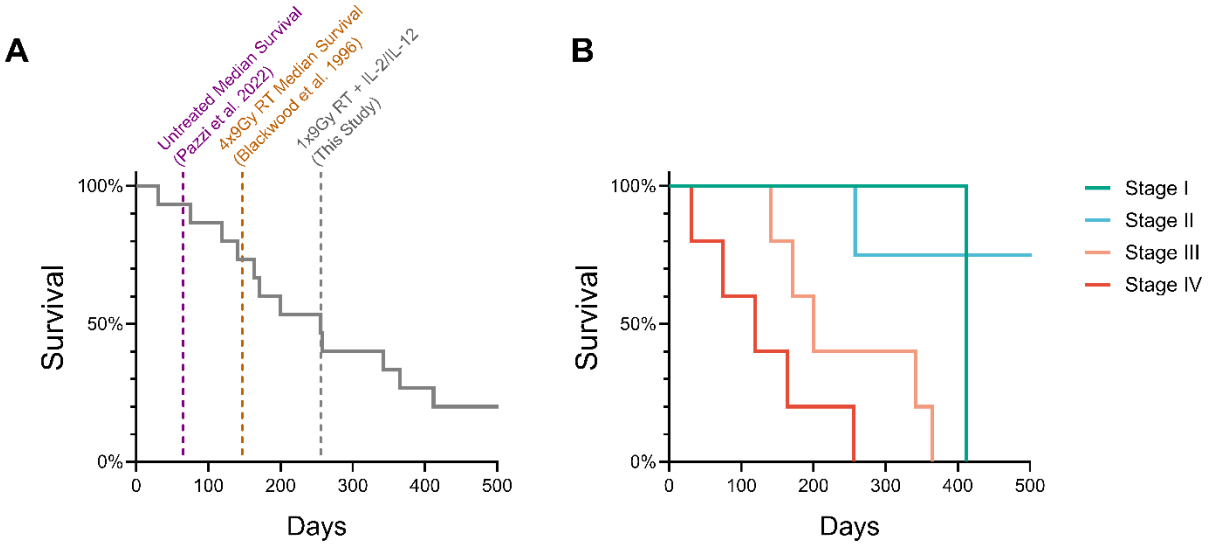 A
Untreated Median Survival
(Pazzi et al. 2022)
4x9Gy RT Median Survival
(Blackwood et al. 1996)
1x9Gy RT + IL-2/IL-12
(This Study)
100%
50%
0%
Survival
0 100 200 300 400 500
Days
B
100%
50%
0%
Survival
0 100 200 300 400 500
Days
Stage I
Stage II
Stage III
Stage IV